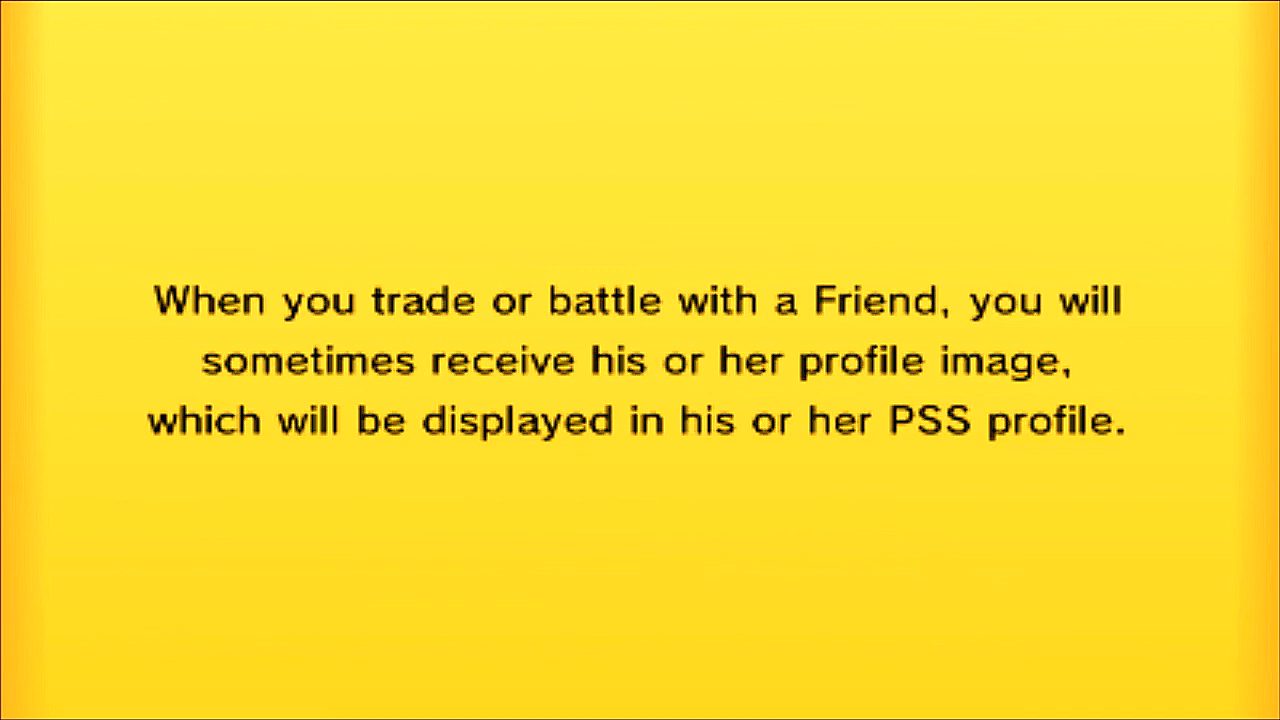 When you trade or battle with a Friend, you will
sometimes receive his or her profile image,
which will be displayed in his or her PSS profile.